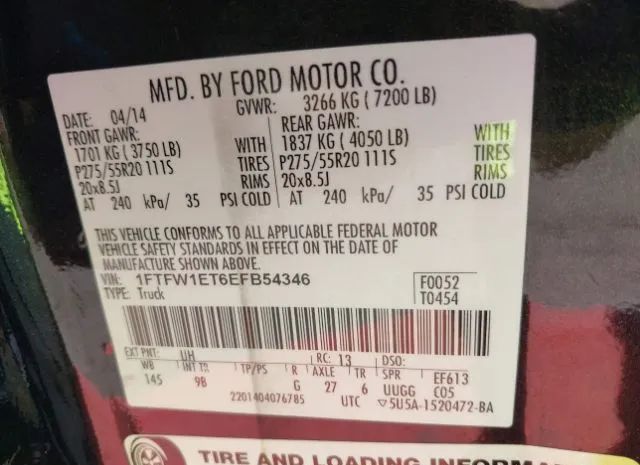 MFD. BY FORD MOTOR CO.
DATE: 04/14 GVWR: 3266 KG ( 7200 LB)
FRONT GAWR: REAR GAWR:
1701 KG ( 3750 LB) WITH 1837 KG ( 4050 LB) WITH
P275/55R20 111S TIRES P275/55R20 111S TIRES
20x8.5J RIMS 20x8.5J RIMS
AT 240 kPa/ 35 PSI COLD AT 240 kPa/ 35 PSI COLD
THIS VEHICLE CONFORMS TO ALL APPLICABLE FEDERAL MOTOR
VEHICLE SAFETY STANDARDS IN EFFECT ON THE DATE OF
MANUFACTURE SHOWN ABOVE.
VIN: 1FTFW1ET6EFB54346 F0052
TYPE: Truck T0454
EXT PNT: UH RC: 13 DSO:
WB INT TR TP/PS R AXLE TR SPR EF613
145 9B G 27 6 UUGG C05
2201404076785 UTC ▽5U5A-1520472-BA
TIRE AND LOADING INFORMA